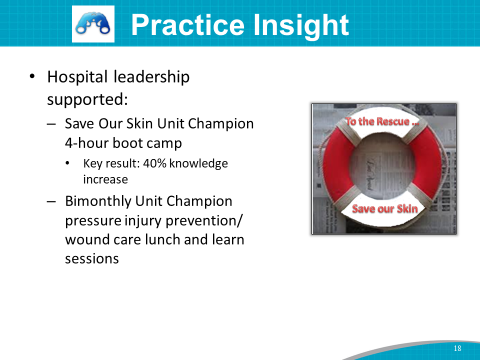 Practice Insight
• Hospital leadership
supported:
– Save Our Skin Unit Champion
4-hour boot camp
• Key result: 40% knowledge
increase
– Bimonthly Unit Champion
pressure injury prevention/
wound care lunch and learn
sessions
To the Rescue ...
Save our Skin
18